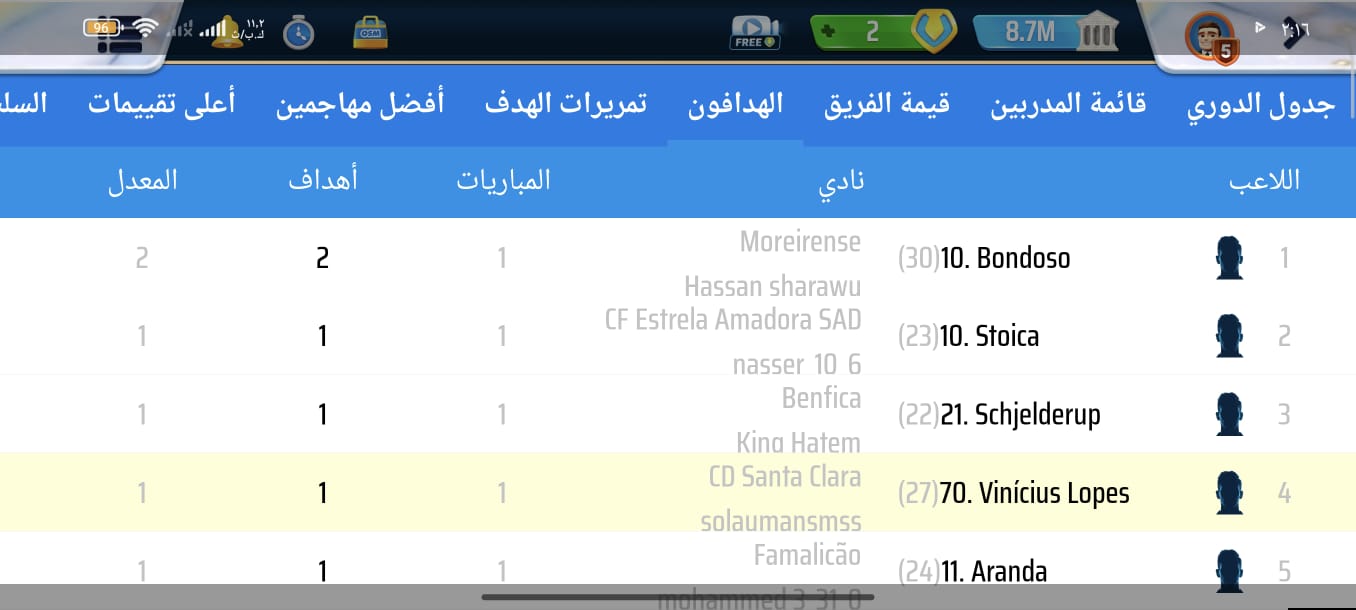 ٢:١٦
5
8.7M
2
FREE
OSM
١١,٢
ك.ب/ث
96
جدول الدوري قائمة المدربين قيمة الفريق الهدافون تمريرات الهدف أفضل مهاجمين أعلى تقييمات السلـ
اللاعب نادي المباريات أهداف المعدل
1 10. Bondoso (30) Moreirense 1 2 2
Hassan sharawu
2 10. Stoica (23) CF Estrela Amadora SAD 1 1 1
nasser_10_6
3 21. Schjelderup (22) Benfica 1 1 1
King Hatem
4 70. Vinícius Lopes (27) CD Santa Clara 1 1 1
solaumansmss
5 11. Aranda (24) Famalicão 1 1 1
mohammed_3_31_0